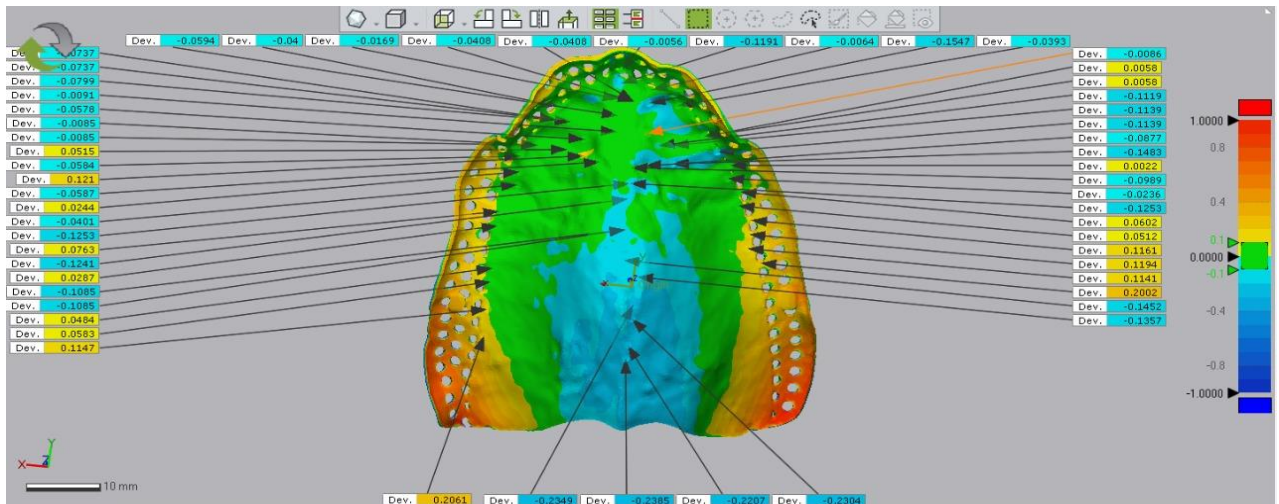 Dev. -0.0594 Dev. -0.04 Dev. -0.0169 Dev. -0.0408 Dev. -0.0408 Dev. -0.0056 Dev. -0.1191 Dev. -0.0064 Dev. -0.1547 Dev. -0.0393
Dev. -0.0737
Dev. -0.0737
Dev. -0.0799
Dev. -0.0091
Dev. -0.0578
Dev. -0.0085
Dev. -0.0085
Dev. 0.0515
Dev. -0.0584
Dev. 0.121
Dev. -0.0587
Dev. 0.0244
Dev. -0.0401
Dev. -0.1253
Dev. 0.0763
Dev. -0.1241
Dev. 0.0287
Dev. -0.1085
Dev. -0.1085
Dev. 0.0484
Dev. 0.0583
Dev. 0.1147
Dev. -0.0086
Dev. 0.0058
Dev. 0.0058
Dev. -0.1119
Dev. -0.1139
Dev. -0.1139
Dev. -0.0877
Dev. -0.1483
Dev. 0.0022
Dev. -0.0989
Dev. -0.0236
Dev. -0.1253
Dev. 0.0602
Dev. 0.0512
Dev. 0.1161
Dev. 0.1194
Dev. 0.1141
Dev. 0.2002
Dev. -0.1452
Dev. -0.1357
1.0000
0.8
0.4
0.1
0.0000
-0.1
-0.4
-0.8
-1.0000
Y
X Z
10 mm
Dev. 0.2061 Dev. -0.2349 Dev. -0.2385 Dev. -0.2207 Dev. -0.2304